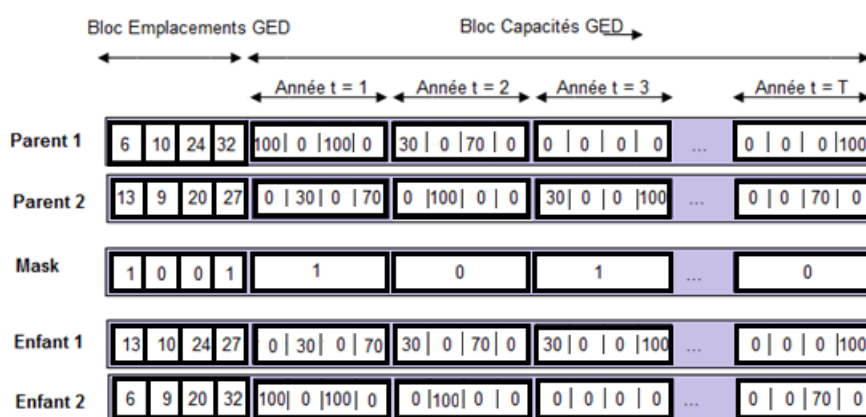 Bloc Emplacements GED Bloc Capacités GED
Année t = 1 Année t = 2 Année t = 3 Année t = T
Parent 1 6 10 24 32 100| 0 |100| 0 30 | 0 | 70 | 0 0 | 0 | 0 | 0 ... 0 | 0 | 0 |100
Parent 2 13 9 20 27 0 | 30 | 0 | 70 0 |100| 0 | 0 30| 0 | 0 |100 ... 0 | 0 | 70 | 0
Mask 1 0 0 1 1 0 1 ... 0
Enfant 1 13 10 24 27 0 | 30| 0 | 70 30 | 0 | 70 | 0 30 | 0 | 0 |100 ... 0 | 0 | 0 |100
Enfant 2 6 9 20 32 100| 0 |100| 0 0 |100| 0 | 0 0 | 0 | 0 | 0 ... 0 | 0 | 70 | 0